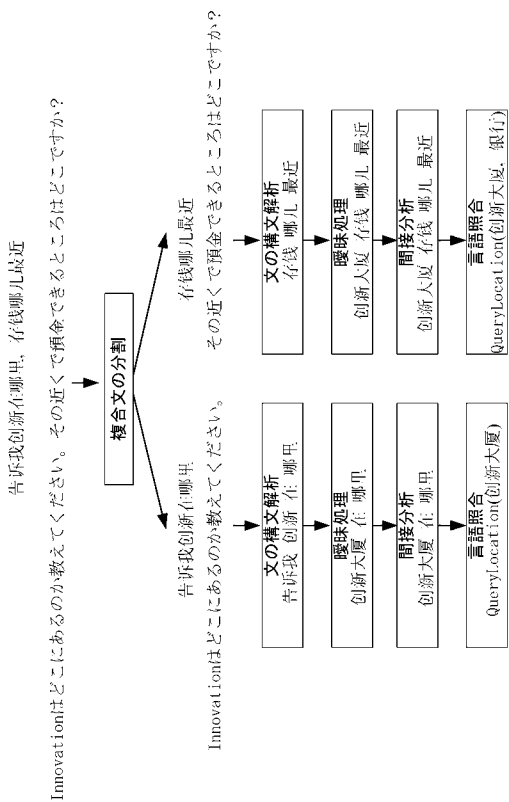 告诉我创新在哪里，存钱哪儿最近
Innovationはどこにあるのか教えてください。その近くで預金できるところはどこですか？
複合文の分割
告诉我创新在哪里
Innovationはどこにあるのか教えてください。
文の構文解析
告诉我 创新 在 哪里
曖昧処理
创新大厦 在 哪里
間接分析
创新大厦 在 哪里
言語照合
QueryLocation(创新大厦)
存钱哪儿最近
その近くで預金できるところはどこですか？
文の構文解析
存钱 哪儿 最近
曖昧処理
创新大厦 存钱 哪儿 最近
間接分析
创新大厦 存钱 哪儿 最近
言語照合
QueryLocation(创新大厦, 银行)